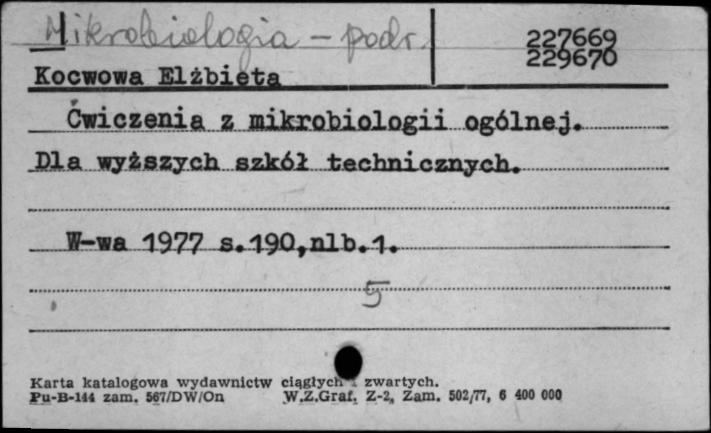 Mikrobiologia - podr.
227669
229670
Kocwowa Elżbieta
Ćwiczenia z mikrobiologii ogólnej.
Dla wyższych szkół technicznych.
W-wa 1977 s.190,nlb.1.
5
Karta katalogowa wydawnictw ciągłych i zwartych.
Pu-B-144 zam. 567/DW/On W.Z.Graf. Z-2, Zam. 502/77, 6 400 000